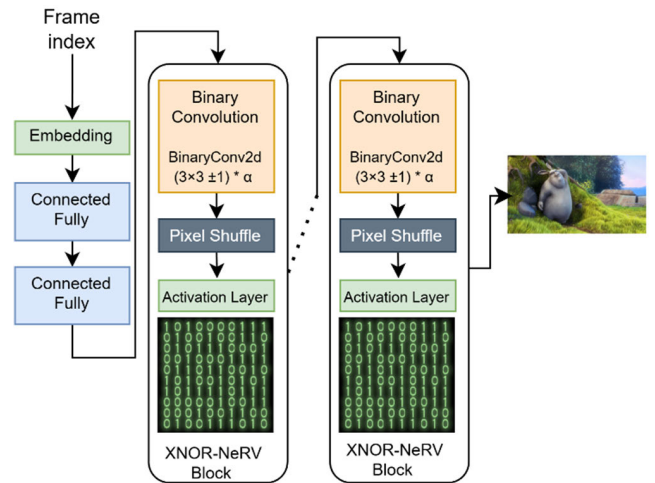 Frame
index
Embedding
Connected
Fully
Connected
Fully
Binary
Convolution
BinaryConv2d
(3×3 ±1) * α
Pixel Shuffle
Activation Layer
XNOR-NeRV
Block
Binary
Convolution
BinaryConv2d
(3×3 ±1) * α
Pixel Shuffle
Activation Layer
XNOR-NeRV
Block